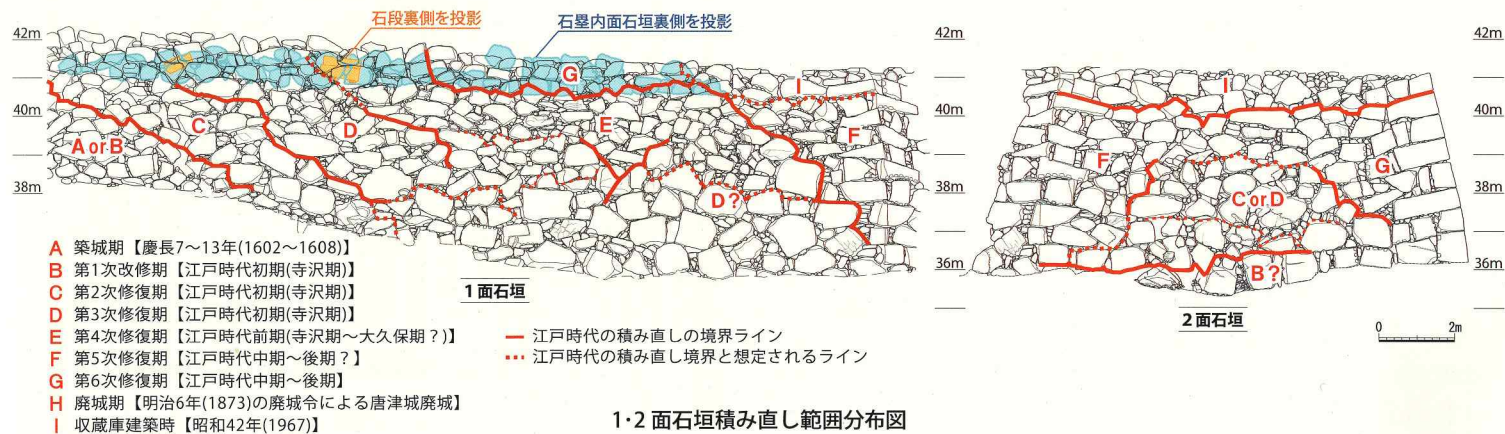 石段裏側を投影
石塁内面石垣裏側を投影
42m
40m
38m
A or B
C
D
G
E
D?
I
F
1面石垣
42m
40m
38m
36m
42m
40m
38m
36m
I
F
C or D
G
B?
2面石垣
0 2m
A 築城期【慶長7〜13年(1602〜1608)】
B 第1次改修期【江戸時代初期(寺沢期)】
C 第2次修復期【江戸時代初期(寺沢期)】
D 第3次修復期【江戸時代初期(寺沢期)】
E 第4次修復期【江戸時代前期(寺沢期〜大久保期?)】
F 第5次修復期【江戸時代中期〜後期?】
G 第6次修復期【江戸時代中期〜後期】
H 廃城期【明治6年(1873)の廃城令による唐津城廃城】
I 収蔵庫建築時【昭和42年(1967)】
江戸時代の積み直しの境界ライン
江戸時代の積み直し境界と想定されるライン
1・2面石垣積み直し範囲分布図